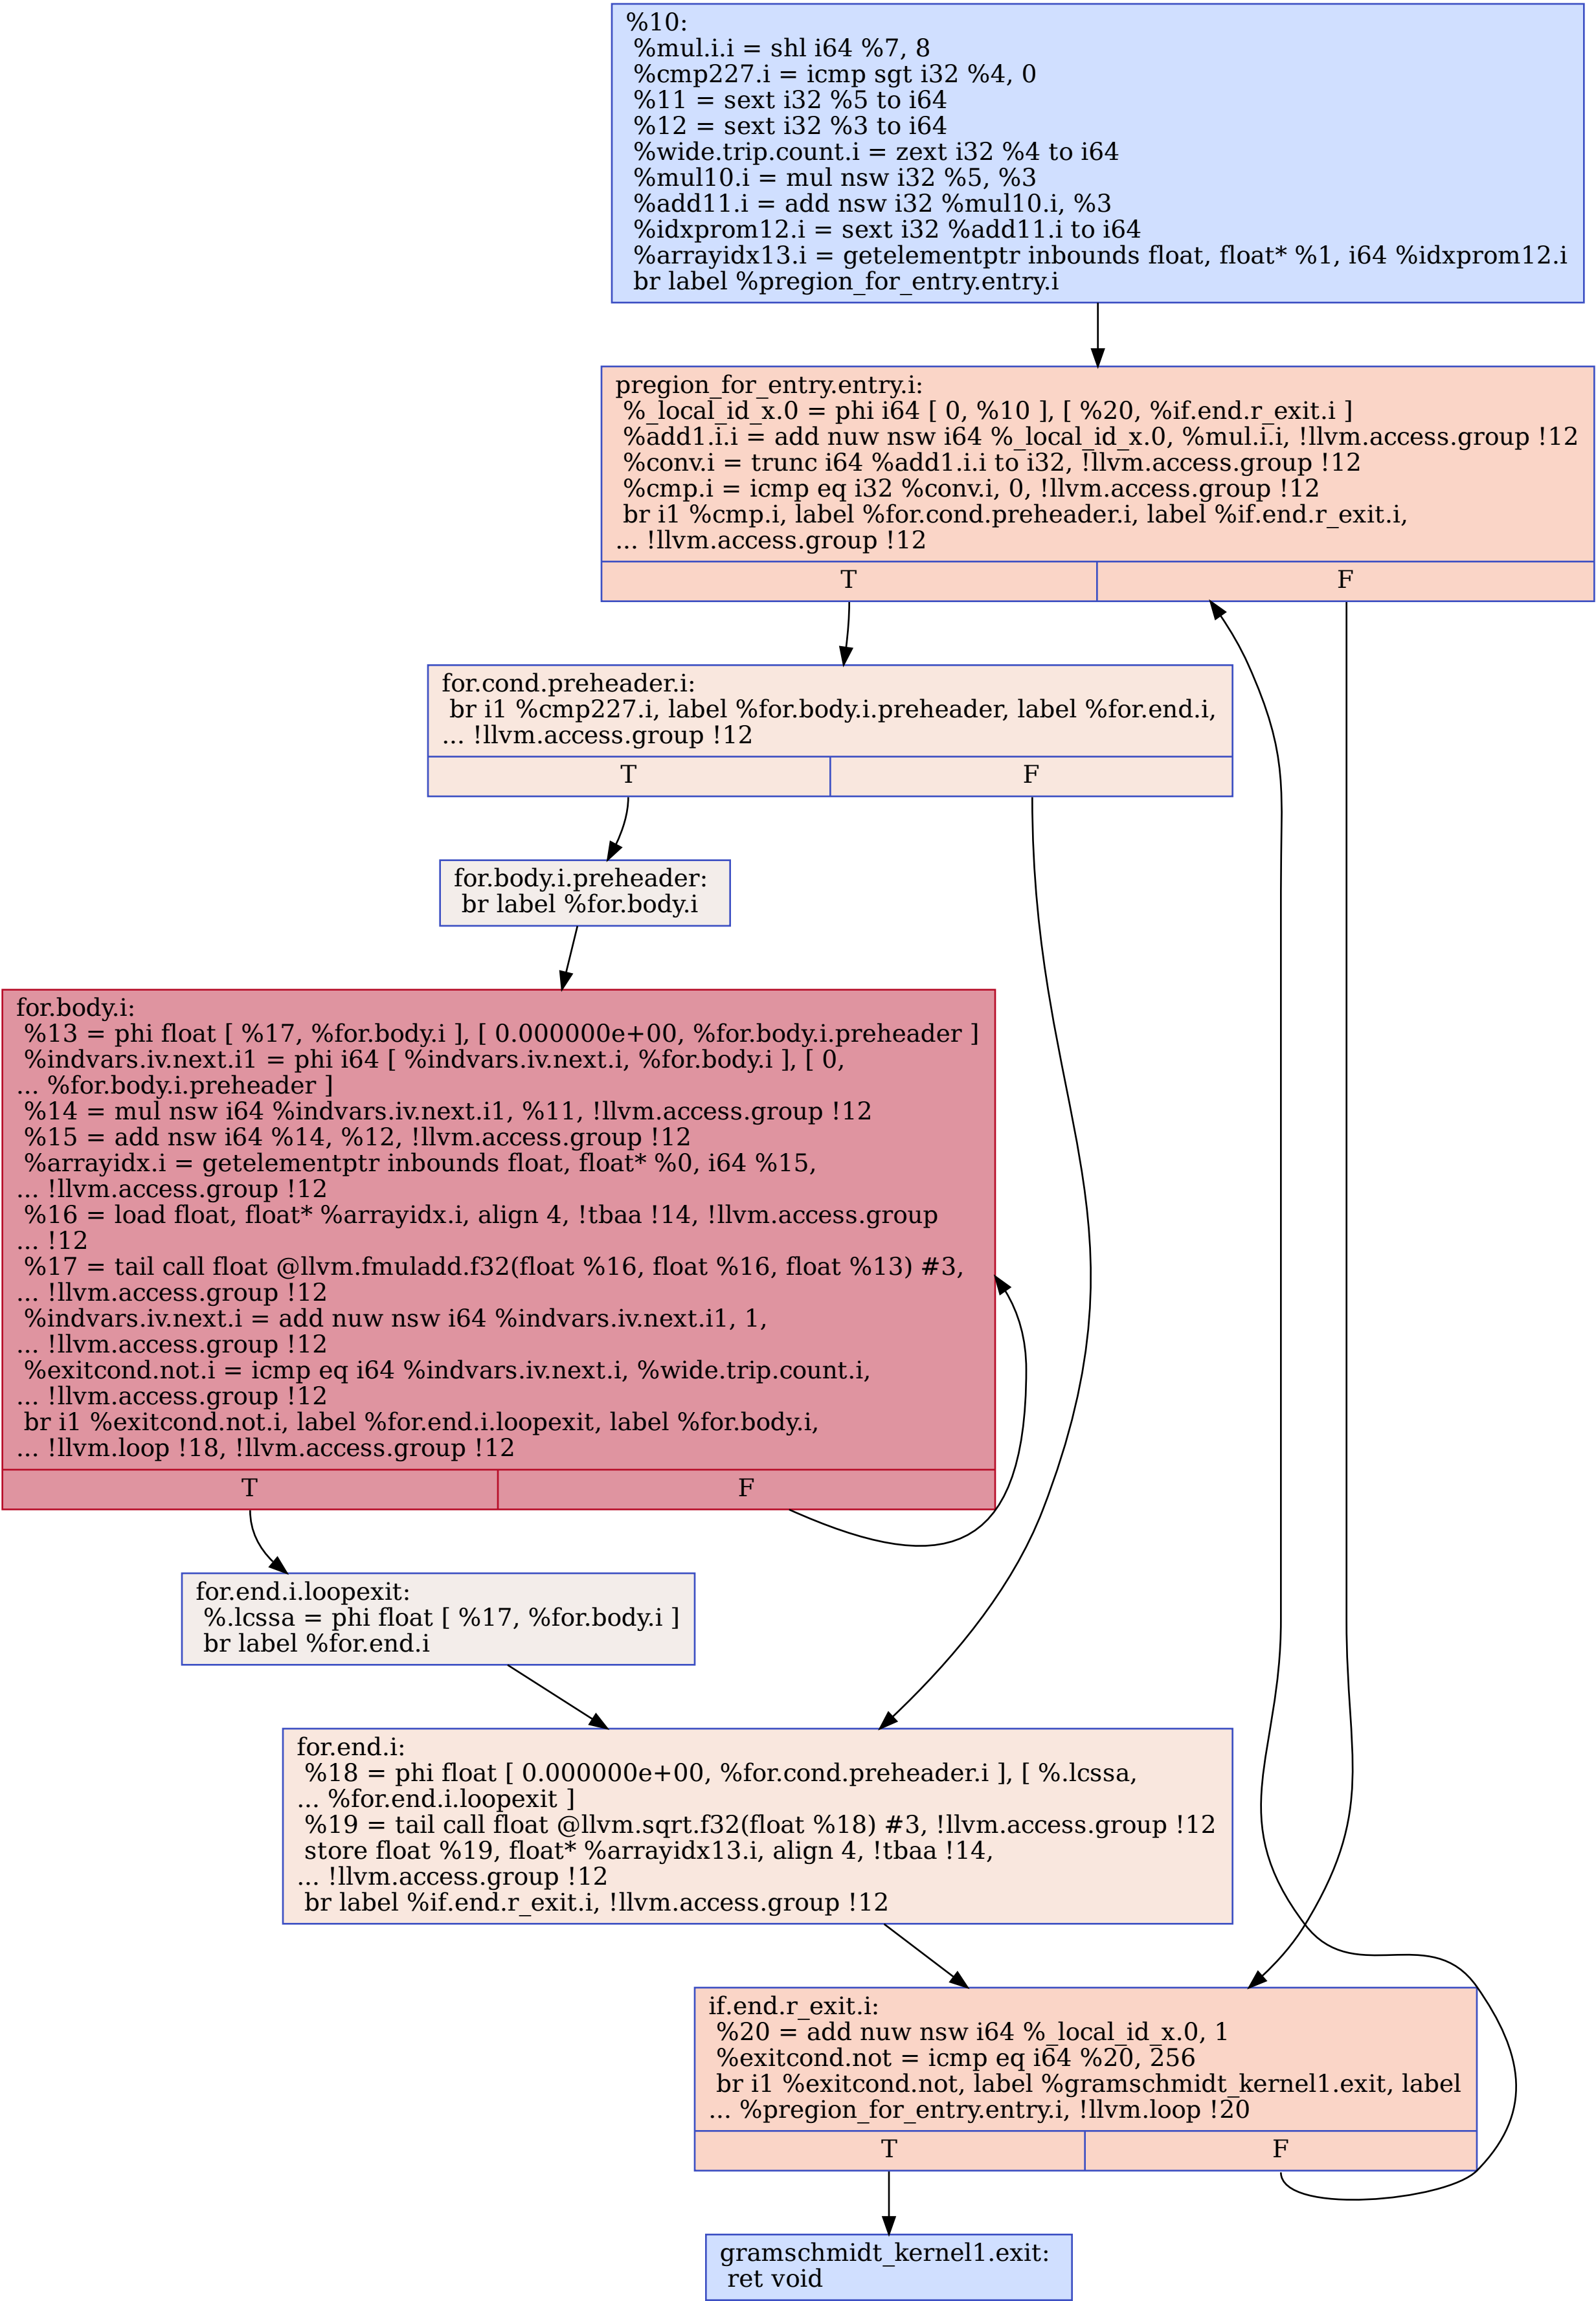 %10:
%mul.i.i = shl i64 %7, 8
%cmp227.i = icmp sgt i32 %4, 0
%11 = sext i32 %5 to i64
%12 = sext i32 %3 to i64
%wide.trip.count.i = zext i32 %4 to i64
%mul10.i = mul nsw i32 %5, %3
%add11.i = add nsw i32 %mul10.i, %3
%idxprom12.i = sext i32 %add11.i to i64
%arrayidx13.i = getelementptr inbounds float, float* %1, i64 %idxprom12.i
br label %pregion_for_entry.entry.i
pregion_for_entry.entry.i:
%_local_id_x.0 = phi i64 [ 0, %10 ], [ %20, %if.end.r_exit.i ]
%add1.i.i = add nuw nsw i64 %_local_id_x.0, %mul.i.i, !llvm.access.group !12
%conv.i = trunc i64 %add1.i.i to i32, !llvm.access.group !12
%cmp.i = icmp eq i32 %conv.i, 0, !llvm.access.group !12
br i1 %cmp.i, label %for.cond.preheader.i, label %if.end.r_exit.i,
... !llvm.access.group !12
T F
for.cond.preheader.i:
br i1 %cmp227.i, label %for.body.i.preheader, label %for.end.i,
... !llvm.access.group !12
T F
for.body.i.preheader:
br label %for.body.i
for.body.i:
%13 = phi float [ %17, %for.body.i ], [ 0.000000e+00, %for.body.i.preheader ]
%indvars.iv.next.i1 = phi i64 [ %indvars.iv.next.i, %for.body.i ], [ 0,
... %for.body.i.preheader ]
%14 = mul nsw i64 %indvars.iv.next.i1, %11, !llvm.access.group !12
%15 = add nsw i64 %14, %12, !llvm.access.group !12
%arrayidx.i = getelementptr inbounds float, float* %0, i64 %15,
... !llvm.access.group !12
%16 = load float, float* %arrayidx.i, align 4, !tbaa !14, !llvm.access.group
... !12
%17 = tail call float @llvm.fmuladd.f32(float %16, float %16, float %13) #3,
... !llvm.access.group !12
%indvars.iv.next.i = add nuw nsw i64 %indvars.iv.next.i1, 1,
... !llvm.access.group !12
%exitcond.not.i = icmp eq i64 %indvars.iv.next.i, %wide.trip.count.i,
... !llvm.access.group !12
br i1 %exitcond.not.i, label %for.end.i.loopexit, label %for.body.i,
... !llvm.loop !18, !llvm.access.group !12
T F
for.end.i.loopexit:
%.lcssa = phi float [ %17, %for.body.i ]
br label %for.end.i
for.end.i:
%18 = phi float [ 0.000000e+00, %for.cond.preheader.i ], [ %.lcssa,
... %for.end.i.loopexit ]
%19 = tail call float @llvm.sqrt.f32(float %18) #3, !llvm.access.group !12
store float %19, float* %arrayidx13.i, align 4, !tbaa !14,
... !llvm.access.group !12
br label %if.end.r_exit.i, !llvm.access.group !12
if.end.r_exit.i:
%20 = add nuw nsw i64 %_local_id_x.0, 1
%exitcond.not = icmp eq i64 %20, 256
br i1 %exitcond.not, label %gramschmidt_kernel1.exit, label
... %pregion_for_entry.entry.i, !llvm.loop !20
T F
gramschmidt_kernel1.exit:
ret void